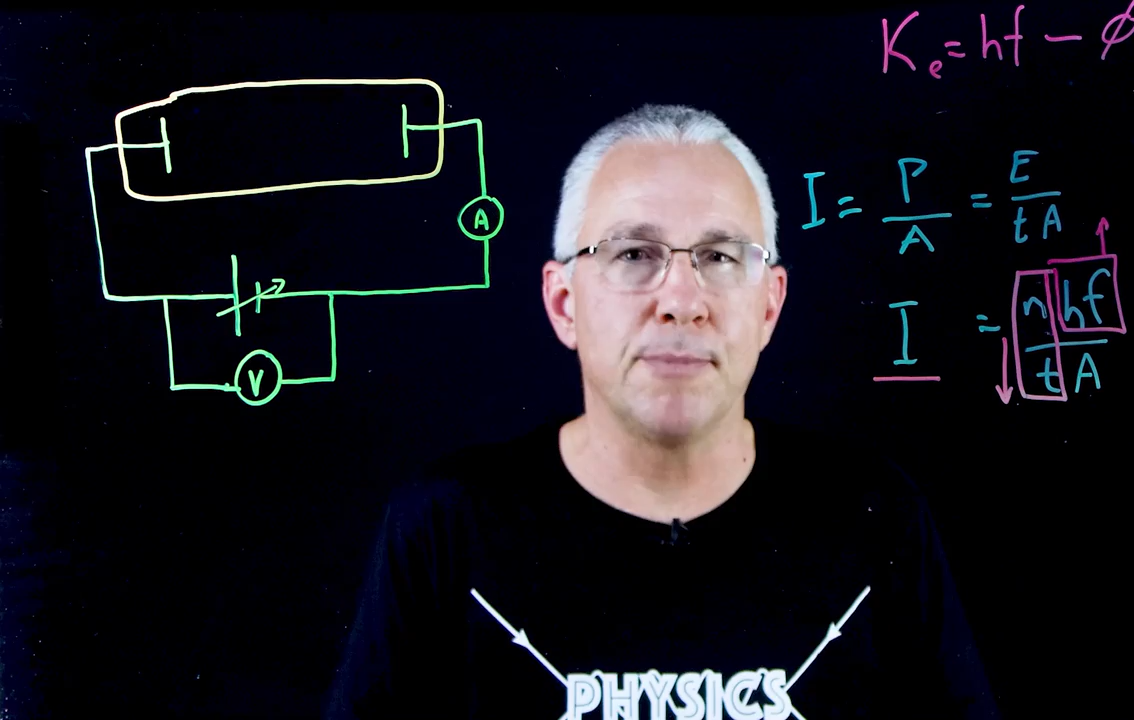 Kₑ = hf − ϕ
A
V
I = P/A = E/tA
I = nhf/tA
PHYSICS